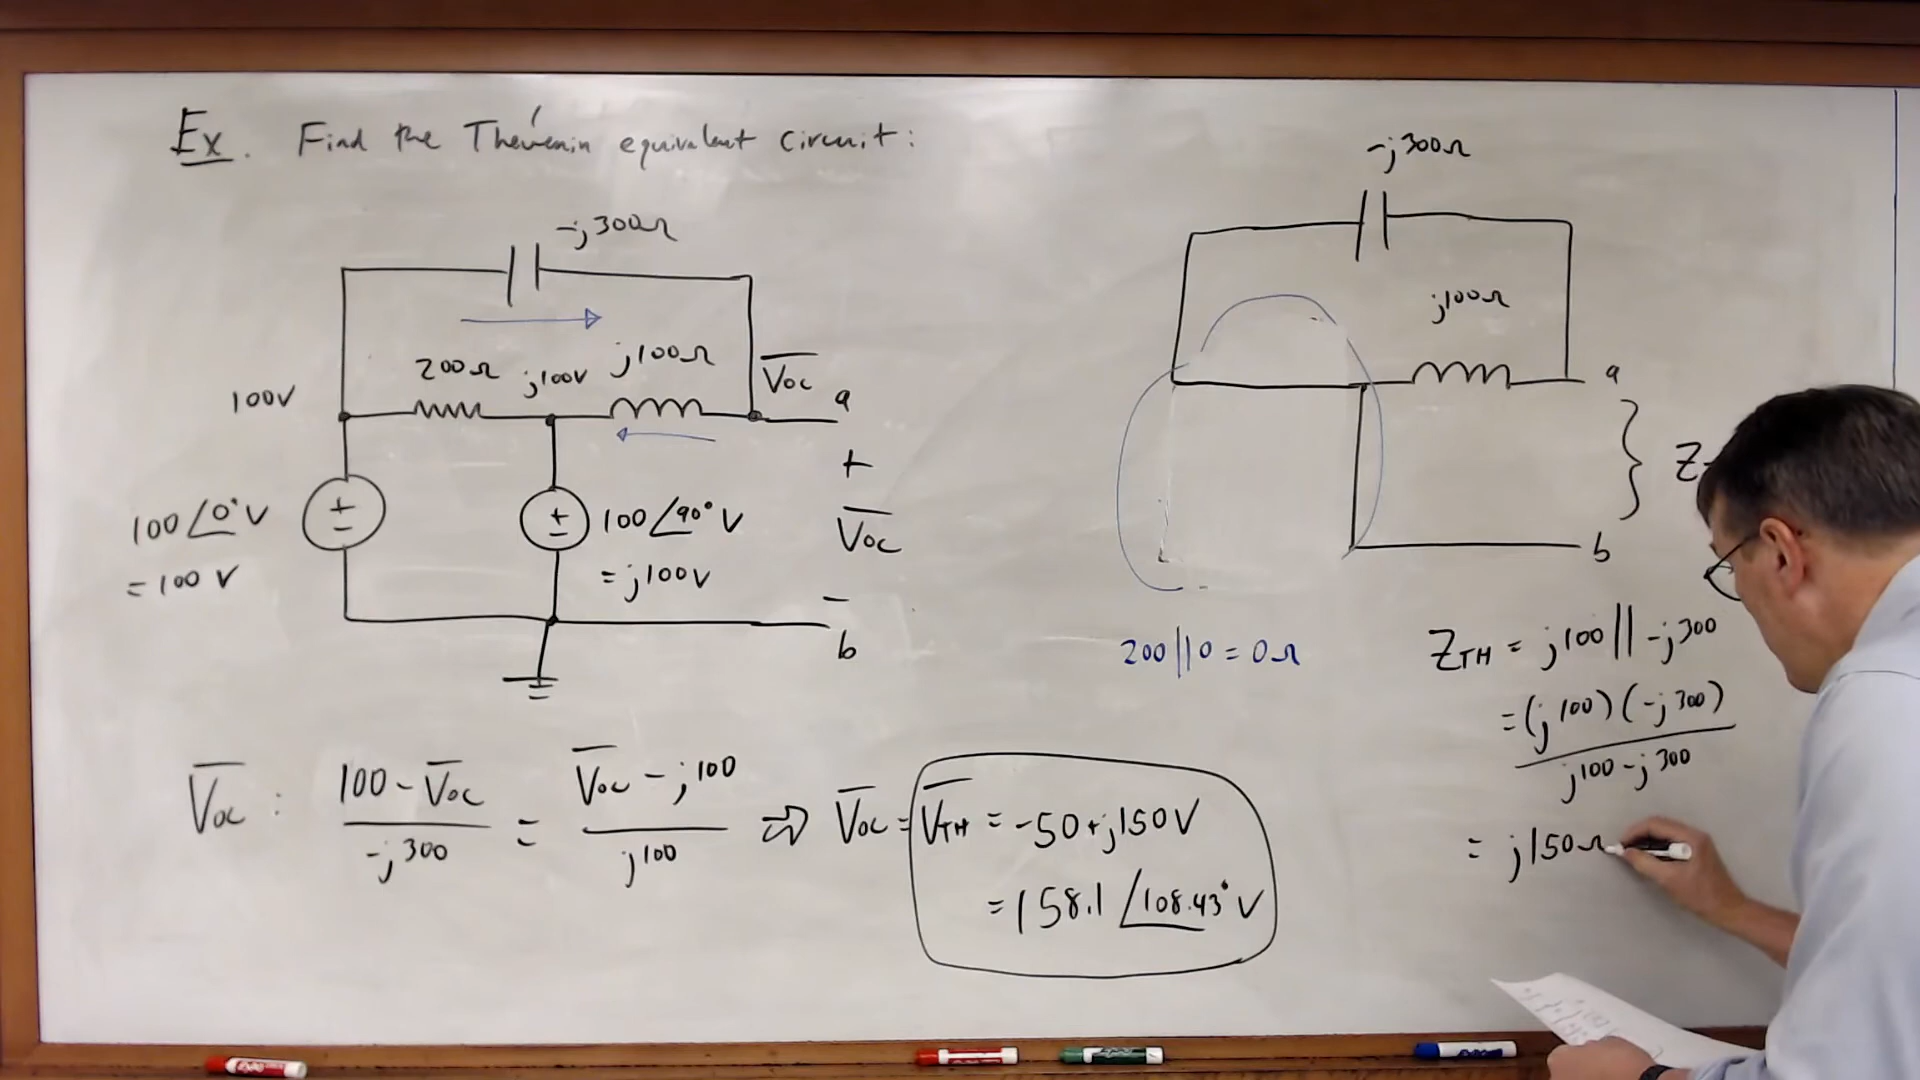 Ex. Find the Thévenin equivalent circuit:
-j300Ω
200Ω
j100V
j100Ω
V̅oc
a
100V
+
-
100∠0° V
= 100 V
+
-
100∠90° V
= j100V
+
V̅oc
-
b
-j300Ω
j100Ω
a
b
200||0 = 0Ω
ZTH = j100 || -j300
= (j100)(-j300)
j100 - j300
= j150Ω
V̅oc : 100 - V̅oc / -j300 = V̅oc - j100 / j100 ⇒ V̅oc = V̅TH = -50+j150V
= 158.1 ∠108.43° V